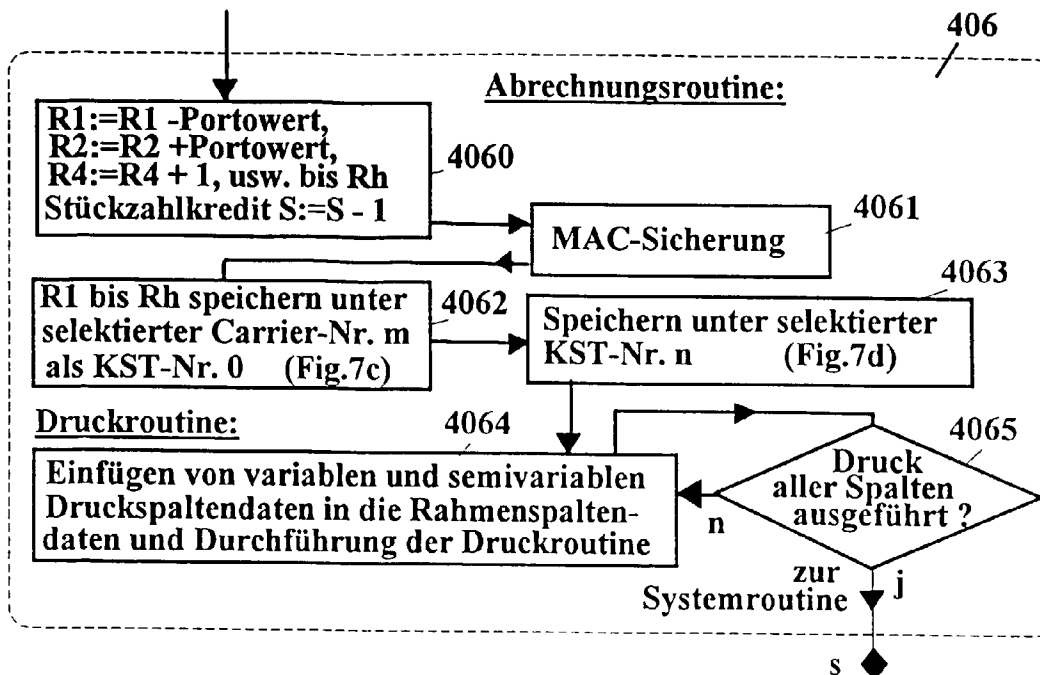 406
Abrechnungsroutine:
R1:=R1 -Portowert,
R2:=R2 +Portowert,
R4:=R4 + 1, usw. bis Rh
Stückzahlkredit S:=S - 1
4060
4061
MAC-Sicherung
R1 bis Rh speichern unter
selektierter Carrier-Nr. m
als KST-Nr. 0 (Fig.7c)
4062
4063
Speichern unter selektierter
KST-Nr. n (Fig.7d)
Druckroutine:
4064
Einfügen von variablen und semivariablen
Druckspaltendaten in die Rahmenspalten-
daten und Durchführung der Druckroutine
4065
Druck
aller Spalten
ausgeführt ?
n
j
zur
Systemroutine
s